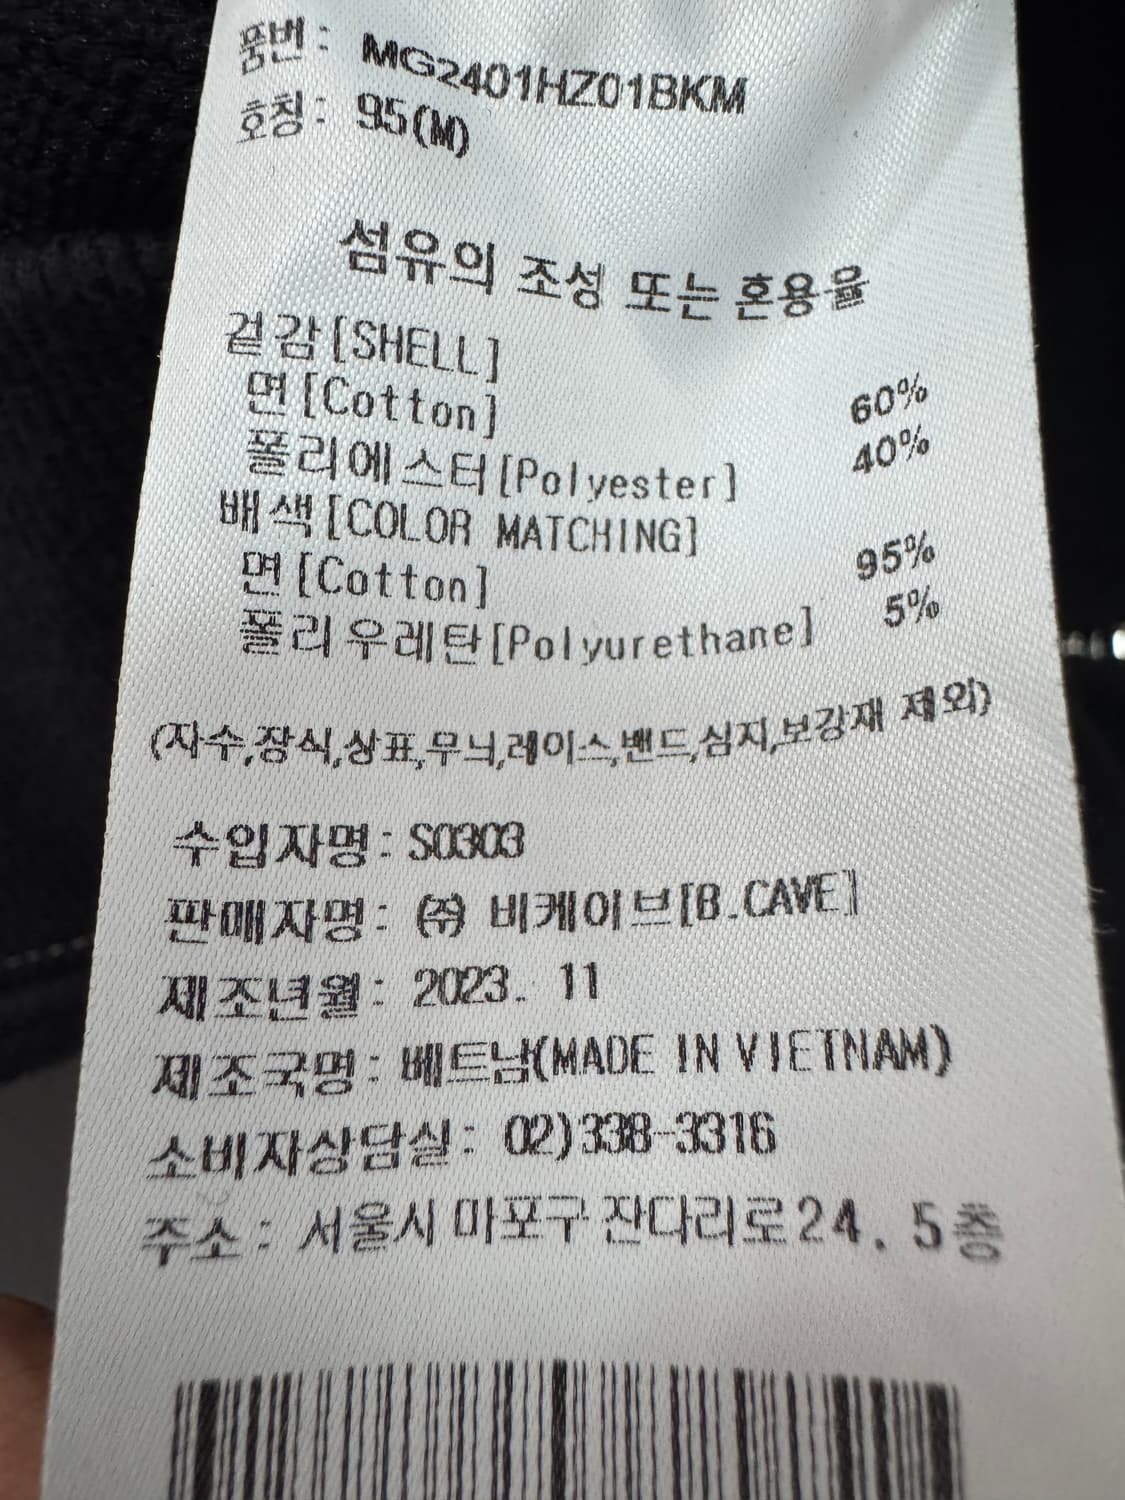 품번: MG2401HZ01BKM
호칭: 95(M)
섬유의 조성 또는 혼용율
겉감[SHELL]
면[Cotton] 60%
폴리에스터[Polyester] 40%
배색[COLOR MATCHING]
면[Cotton] 95%
폴리우레탄[Polyurethane] 5%
(자수,장식,상표,무늬,레이스,밴드,심지,보강재 제외)
수입자명: S0303
판매자명: ㈜ 비케이브[B.CAVE]
제조년월: 2023. 11
제조국명: 베트남(MADE IN VIETNAM)
소비자상담실: 02)338-3316
주소: 서울시 마포구 잔다리로24, 5층